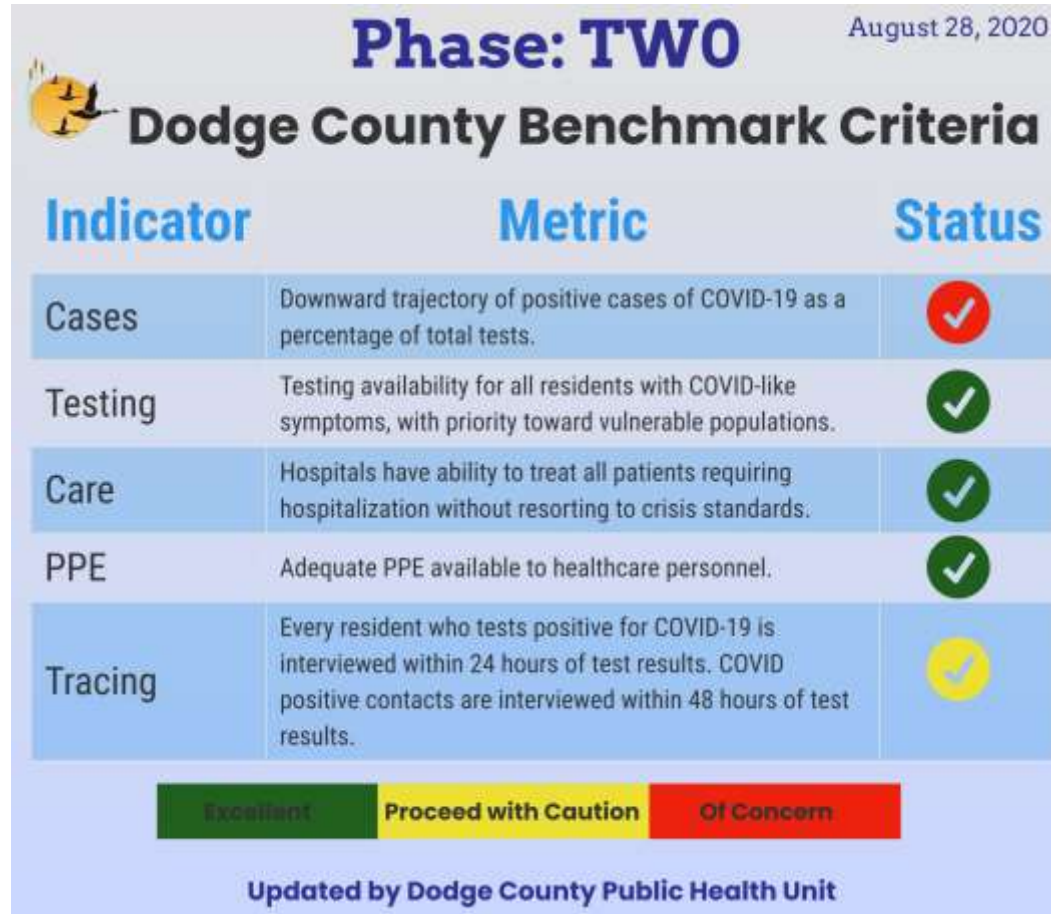 Phase: TW0
August 28, 2020
Dodge County Benchmark Criteria
Indicator
Metric
Status
Cases
Downward trajectory of positive cases of COVID-19 as a
percentage of total tests.
Testing
Testing availability for all residents with COVID-like
symptoms, with priority toward vulnerable populations.
Care
Hospitals have ability to treat all patients requiring
hospitalization without resorting to crisis standards.
PPE
Adequate PPE available to healthcare personnel.
Tracing
Every resident who tests positive for COVID-19 is
interviewed within 24 hours of test results. COVID
positive contacts are interviewed within 48 hours of test
results.
Excellent
Proceed with Caution
Of Concern
Updated by Dodge County Public Health Unit